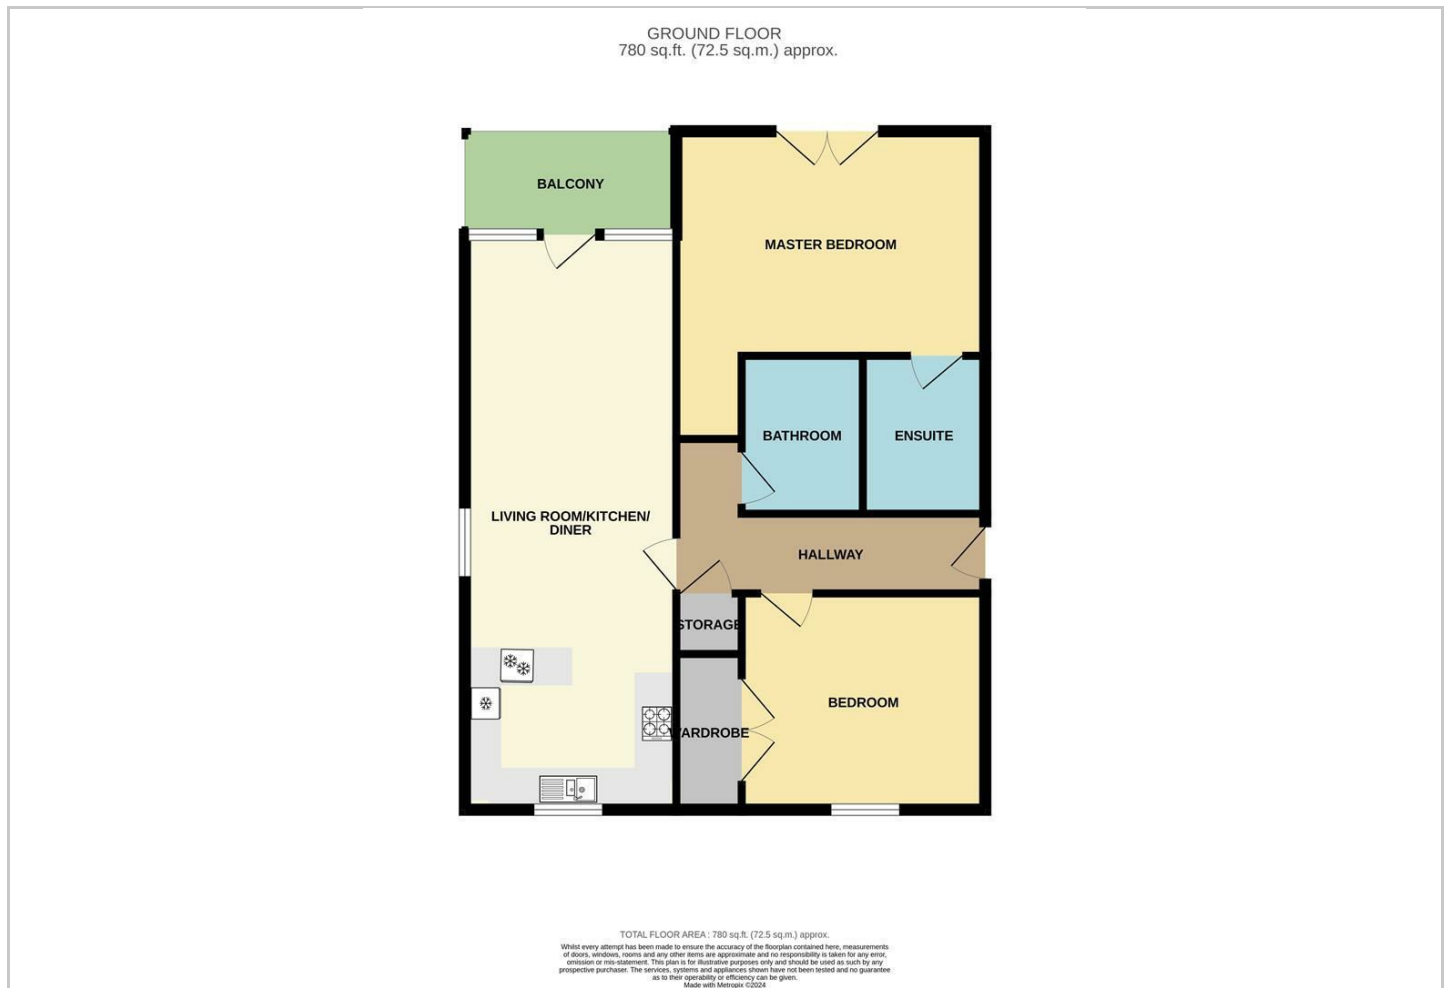 GROUND FLOOR
780 sq.ft. (72.5 sq.m.) approx.
BALCONY
MASTER BEDROOM
BATHROOM
ENSUITE
LIVING ROOM/KITCHEN/
DINER
HALLWAY
STORAGE
BEDROOM
WARDROBE
TOTAL FLOOR AREA : 780 sq.ft. (72.5 sq.m.) approx.
Whilst every attempt has been made to ensure the accuracy of the floorplan contained here, measurements
of doors, windows, rooms and any other items are approximate and no responsibility is taken for any error,
omission or mis-statement. This plan is for illustrative purposes only and should be used as such by any
prospective purchaser. The services, systems and appliances shown have not been tested and no guarantee
as to their operability or efficiency can be given.
Made with Metropix ©2024